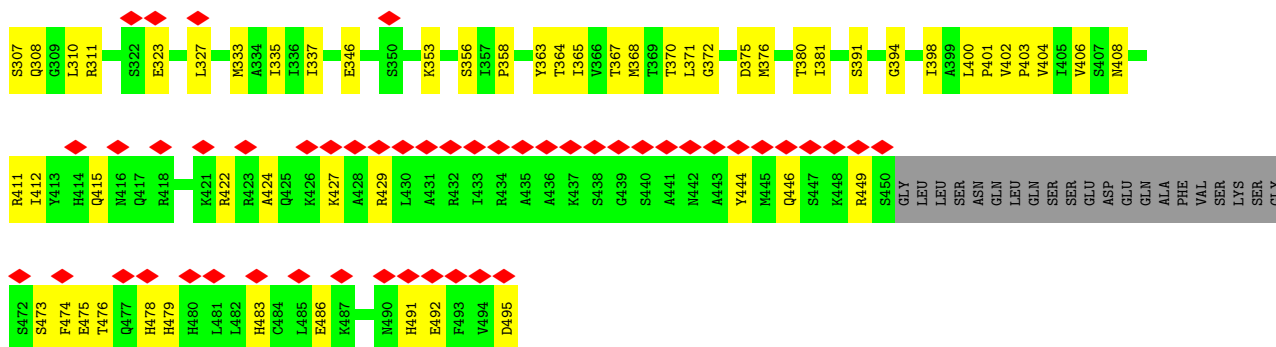 S307 Q308 G309 L310 R311 S322 E323 L327 M333 A334 I335 I336 I337 E346 S350 K353 S356 I357 P358 Y363 T364 I365 V366 T367 M368 T369 T370 L371 G372 D375 M376 T380 I381 S391 G394 I398 A399 L400 P401 V402 P403 V404 I405 V406 S407 N408
R411 I412 Y413 H414 Q415 N416 Q417 R418 K421 R422 R423 A424 Q425 K426 K427 A428 R429 L430 A431 R432 I433 R434 A435 A436 K437 S438 G439 S440 A441 N442 A443 Y444 M445 Q446 S447 K448 R449 S450 GLY LEU LEU SER ASN GLN LEU GLN SER SER GLU ASP GLU GLN ALA PHE VAL SER LYS SER GLY
S472 S473 F474 E475 T476 Q477 H478 H479 H480 L481 L482 H483 C484 L485 E486 K487 N490 H491 E492 F493 V494 D495